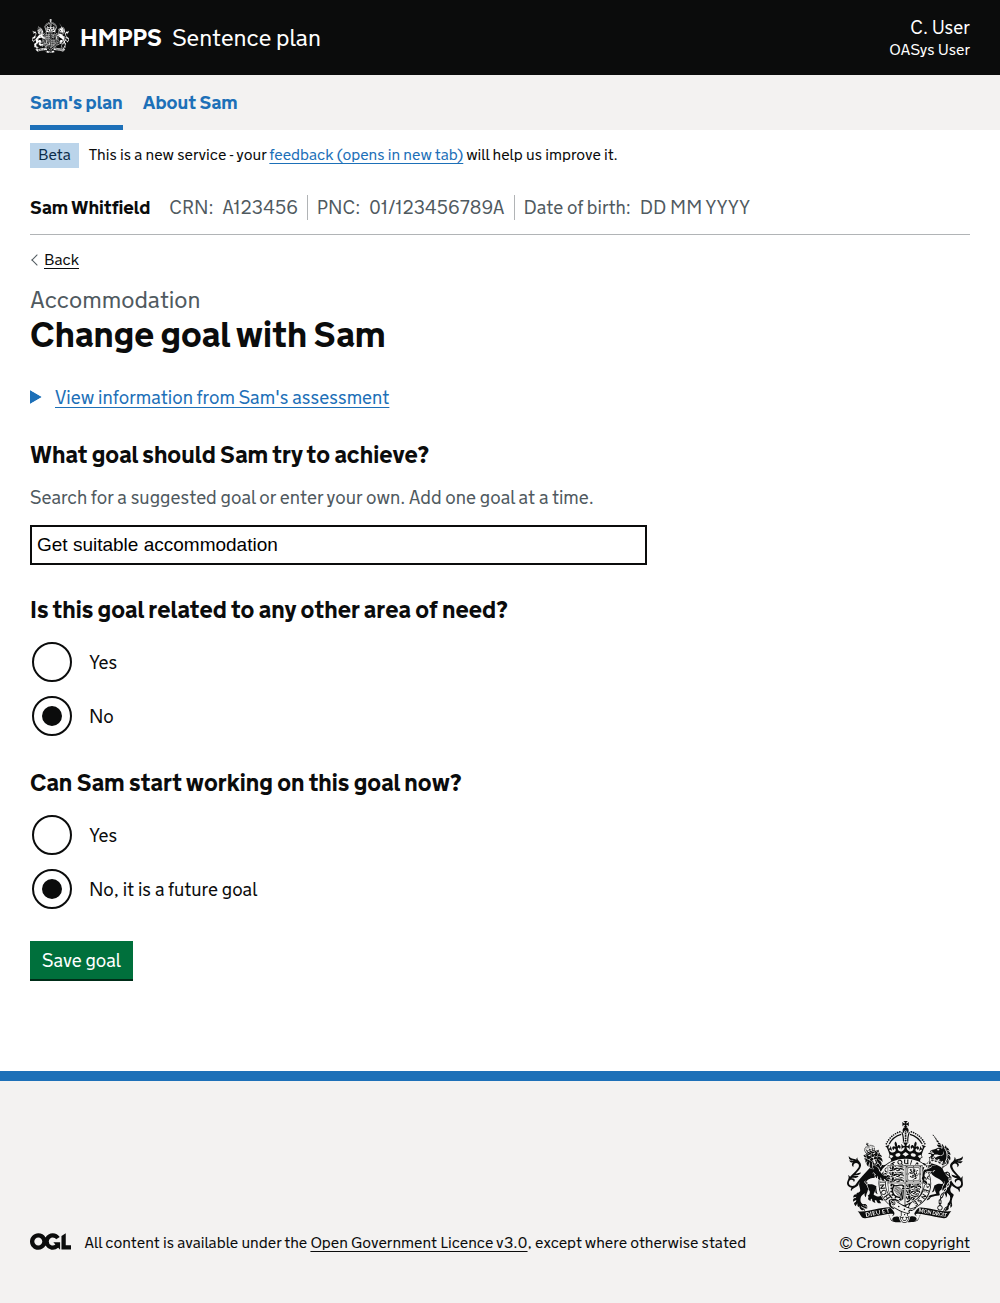 HMPPS Sentence plan
C. User
OASys User
Sam's plan About Sam
Beta This is a new service - your feedback (opens in new tab) will help us improve it.
Sam Whitfield CRN: A123456 PNC: 01/123456789A Date of birth: DD MM YYYY
Back
Accommodation
Change goal with Sam
View information from Sam's assessment
What goal should Sam try to achieve?
Search for a suggested goal or enter your own. Add one goal at a time.
Get suitable accommodation
Is this goal related to any other area of need?
Yes
No
Can Sam start working on this goal now?
Yes
No, it is a future goal
Save goal
DIEU ET MON DROIT
OGL All content is available under the Open Government Licence v3.0, except where otherwise stated
© Crown copyright